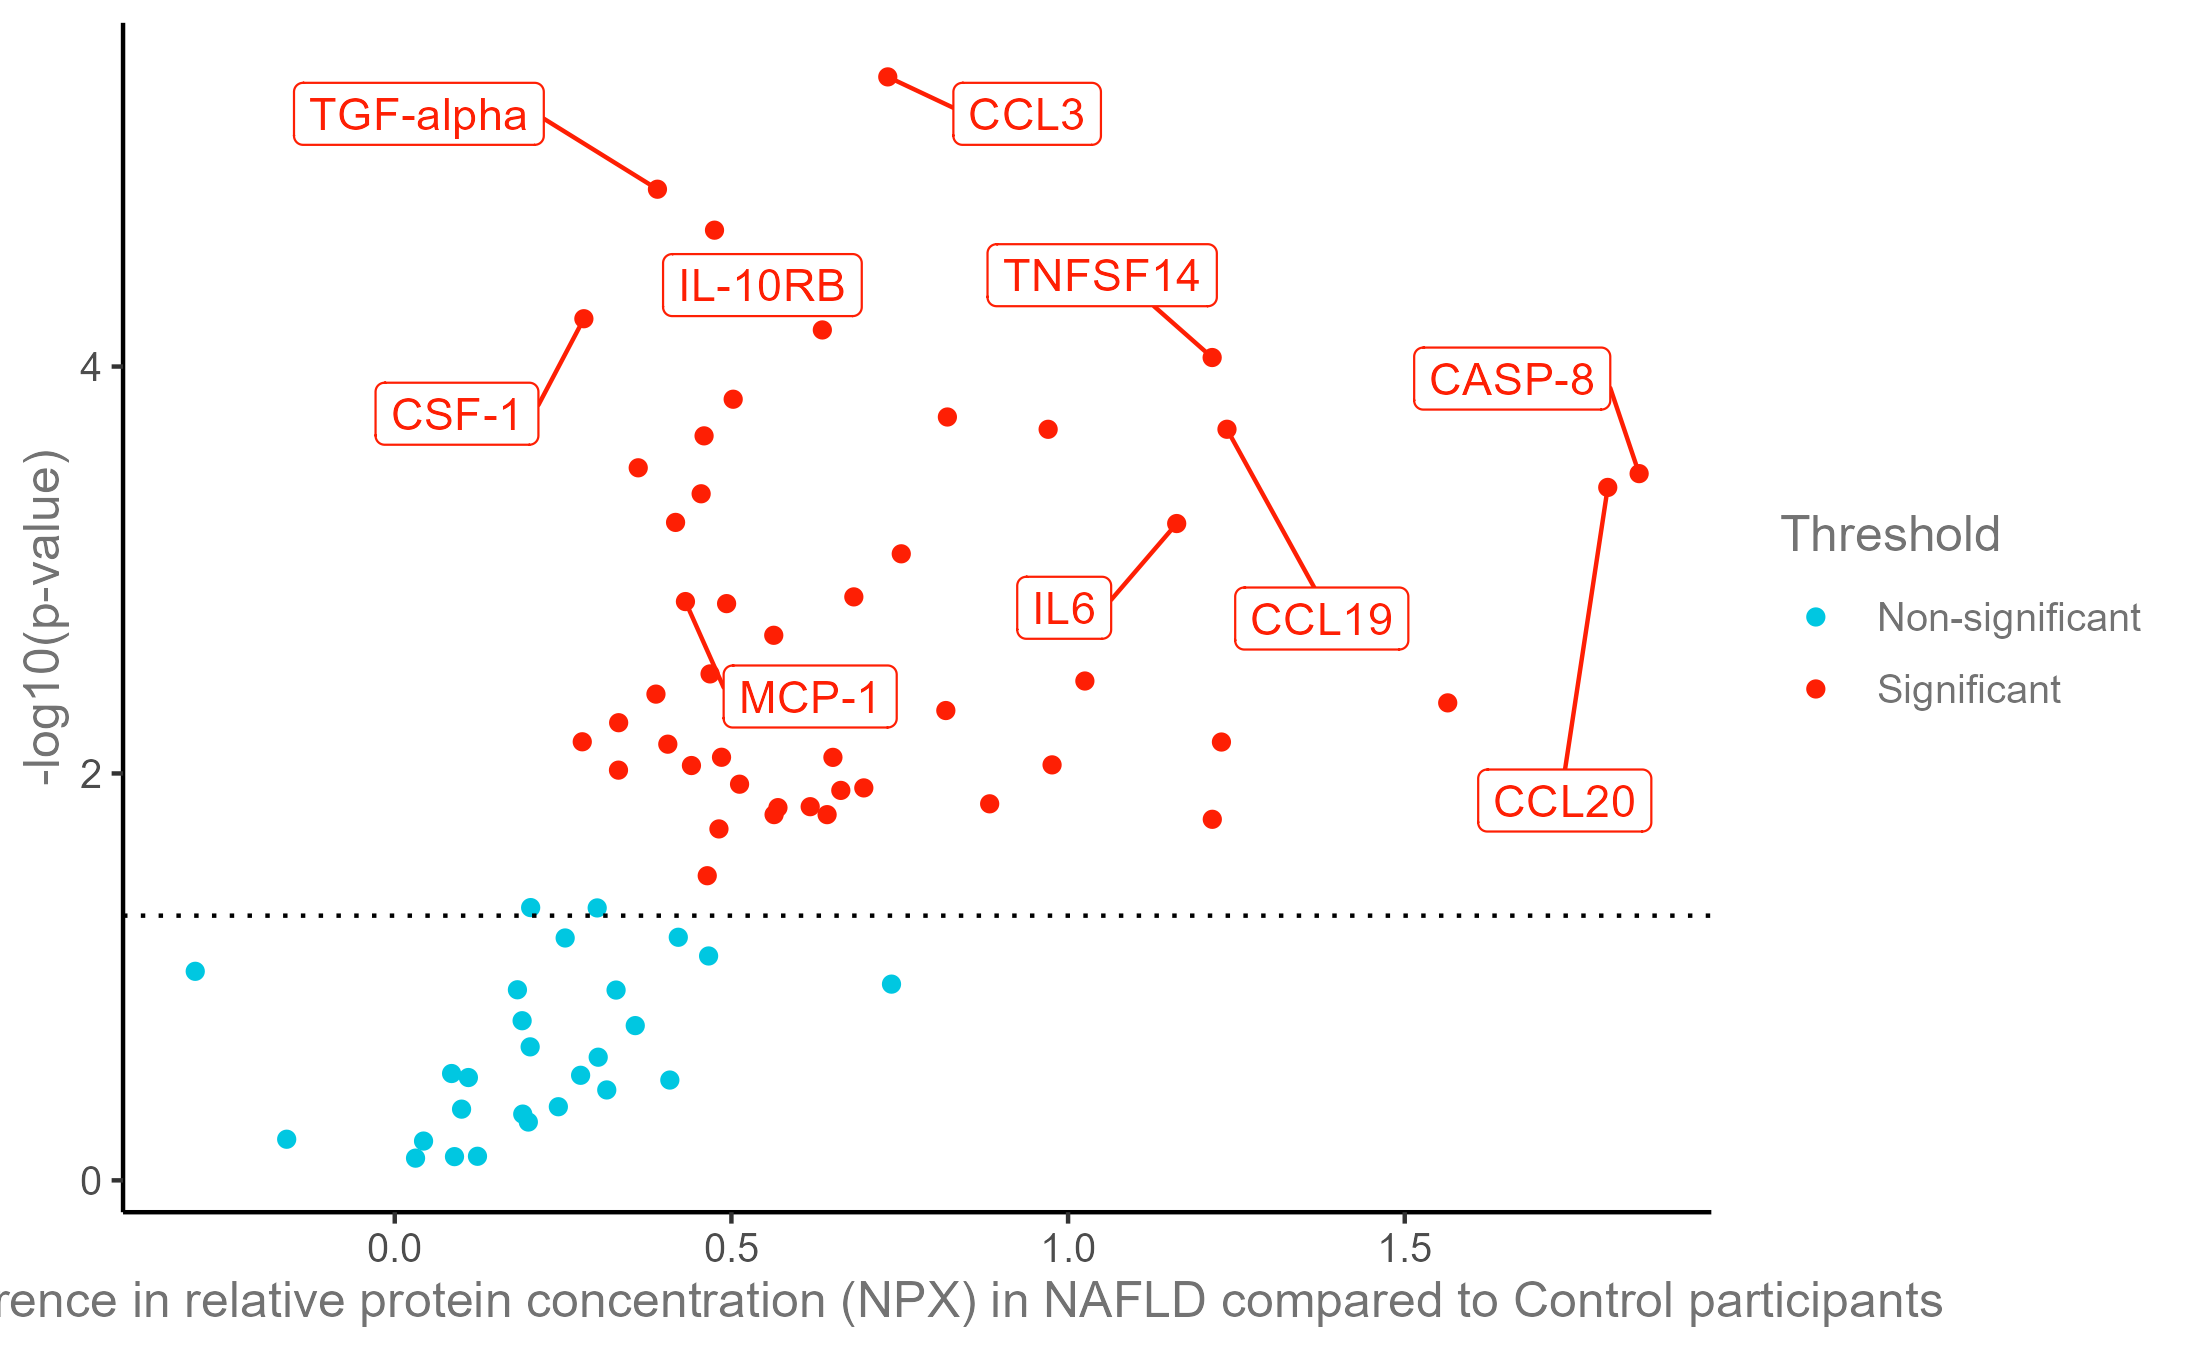 TGF-alpha
CCL3
IL-10RB
TNFSF14
CASP-8
CSF-1
IL6
CCL19
MCP-1
CCL20
-log10(p-value)
4
2
0
0.0
0.5
1.0
1.5
rence in relative protein concentration (NPX) in NAFLD compared to Control participants
Threshold
Non-significant
Significant